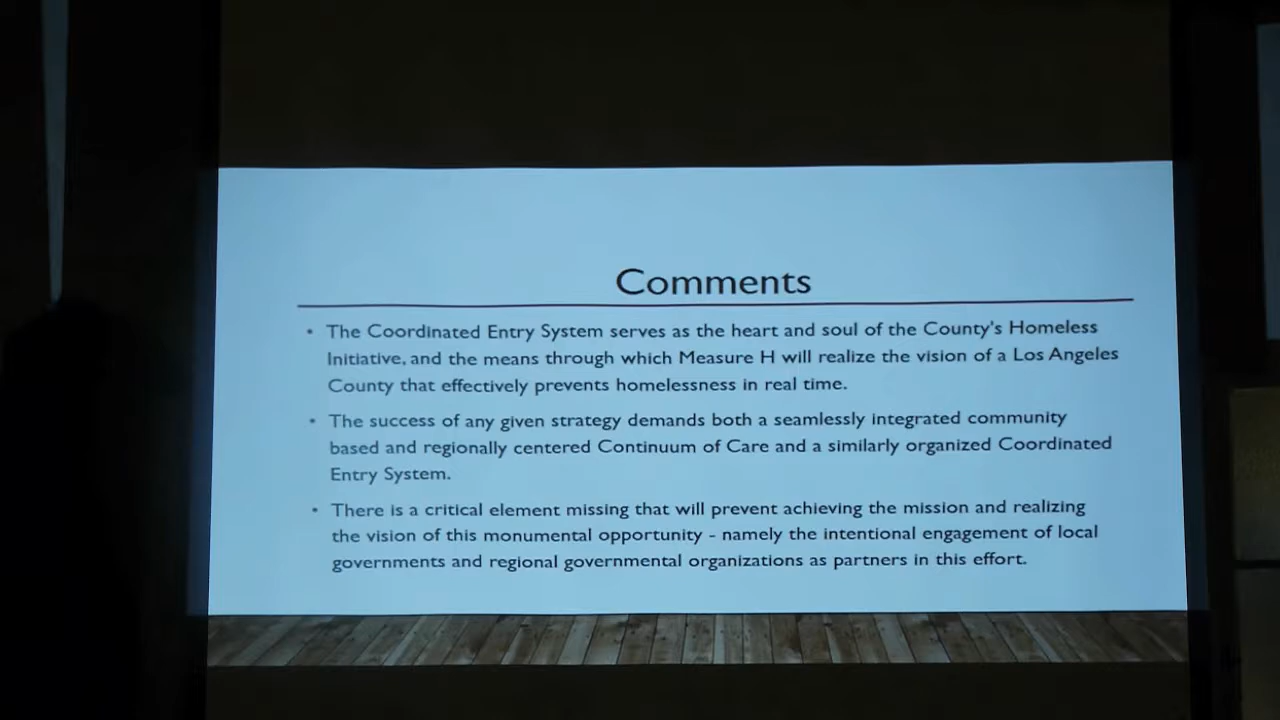 Comments
• The Coordinated Entry System serves as the heart and soul of the County's Homeless
Initiative, and the means through which Measure H will realize the vision of a Los Angeles
County that effectively prevents homelessness in real time.
• The success of any given strategy demands both a seamlessly integrated community
based and regionally centered Continuum of Care and a similarly organized Coordinated
Entry System.
• There is a critical element missing that will prevent achieving the mission and realizing
the vision of this monumental opportunity - namely the intentional engagement of local
governments and regional governmental organizations as partners in this effort.